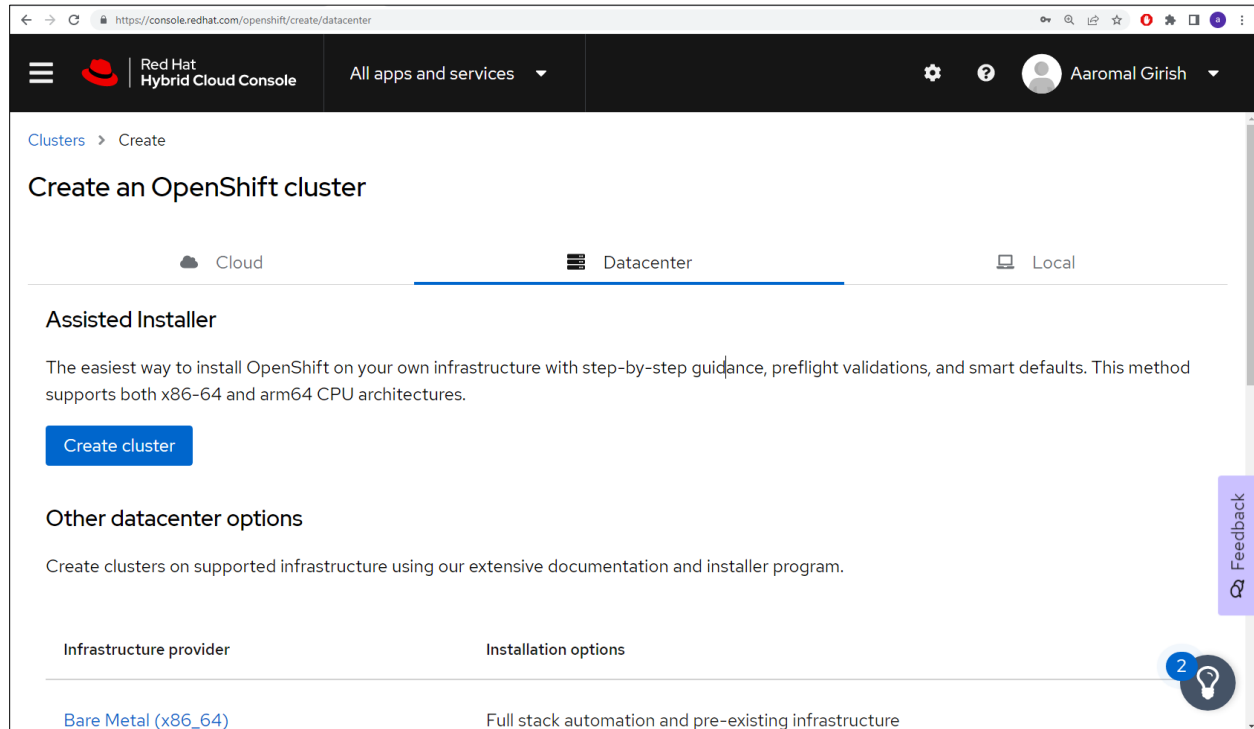 https://console.redhat.com/openshift/create/datacenter
a
Red Hat
Hybrid Cloud Console
All apps and services
Aaromal Girish
Clusters > Create
Create an OpenShift cluster
Cloud
Datacenter
Local
Assisted Installer
The easiest way to install OpenShift on your own infrastructure with step-by-step guidance, preflight validations, and smart defaults. This method
supports both x86-64 and arm64 CPU architectures.
Create cluster
Other datacenter options
Feedback
Create clusters on supported infrastructure using our extensive documentation and installer program.
Infrastructure provider
Installation options
2
Bare Metal (x86_64)
Full stack automation and pre-existing infrastructure